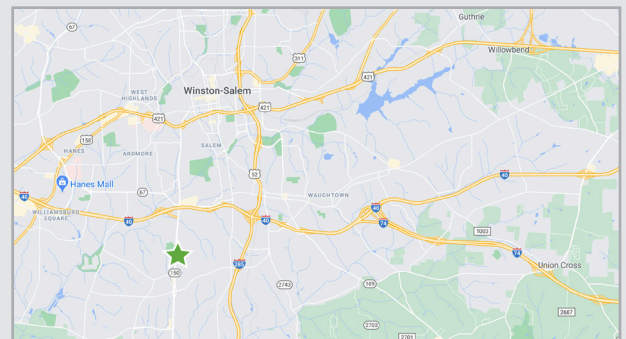 Guthrie
67
Willowbend
311
421
Winston-Salem
WEST
HIGHLANDS
421
421
158
HANES
ARDMORE
SALEM
52
40
Hanes Mall
67
WAUGHTOWN
40
WILLIAMSBURG
SQUARE
40
40
40
74
1003
74
285
Union Cross
150
2743
109
2687
2703
2701